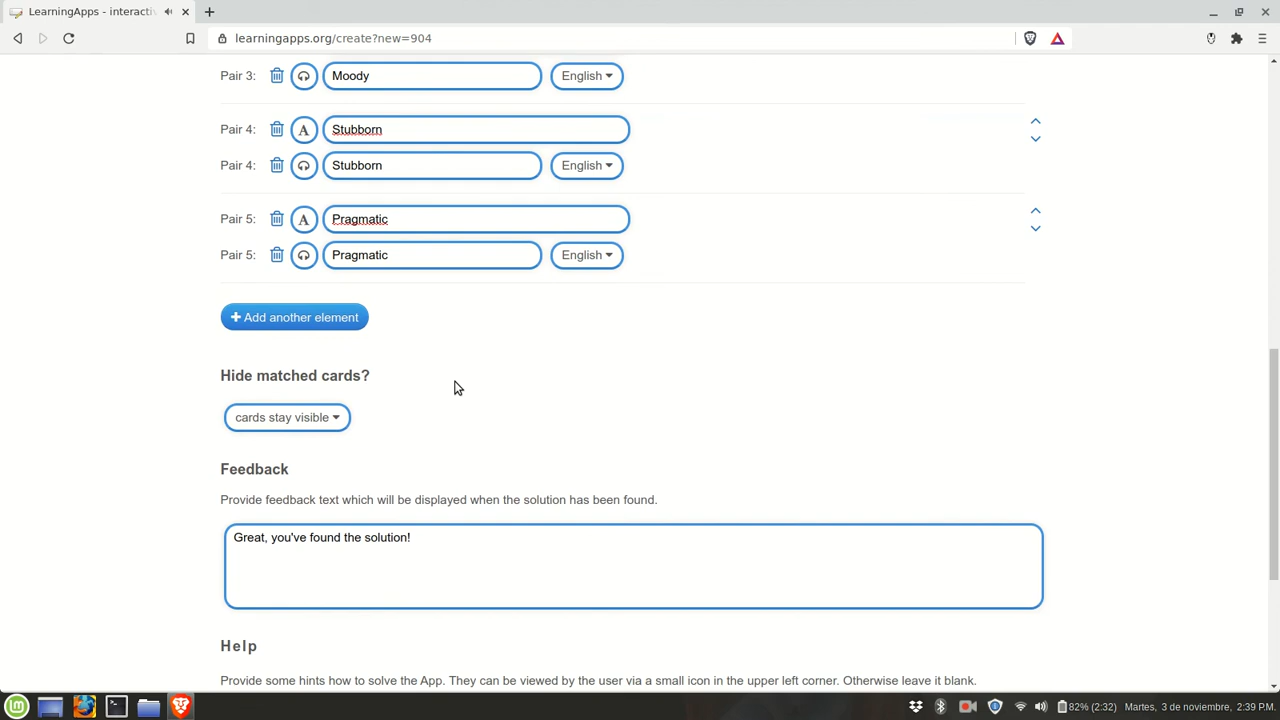 LearningApps - interactiv
learningapps.org/create?new=904
Pair 3: Moody English
Pair 4: A Stubborn
Pair 4: Stubborn English
Pair 5: A Pragmatic
Pair 5: Pragmatic English
+ Add another element
Hide matched cards?
cards stay visible
Feedback
Provide feedback text which will be displayed when the solution has been found.
Great, you've found the solution!
Help
Provide some hints how to solve the App. They can be viewed by the user via a small icon in the upper left corner. Otherwise leave it blank.
82% (2:32) Martes, 3 de noviembre, 2:39 P.M.